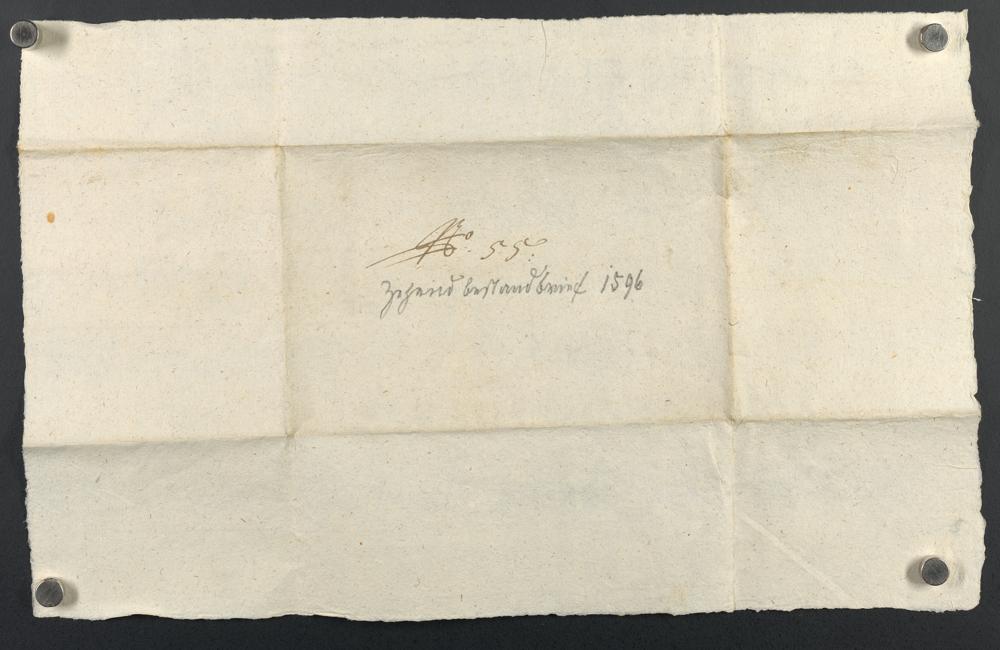 No. 55.
Zehend bestandbrief 1596